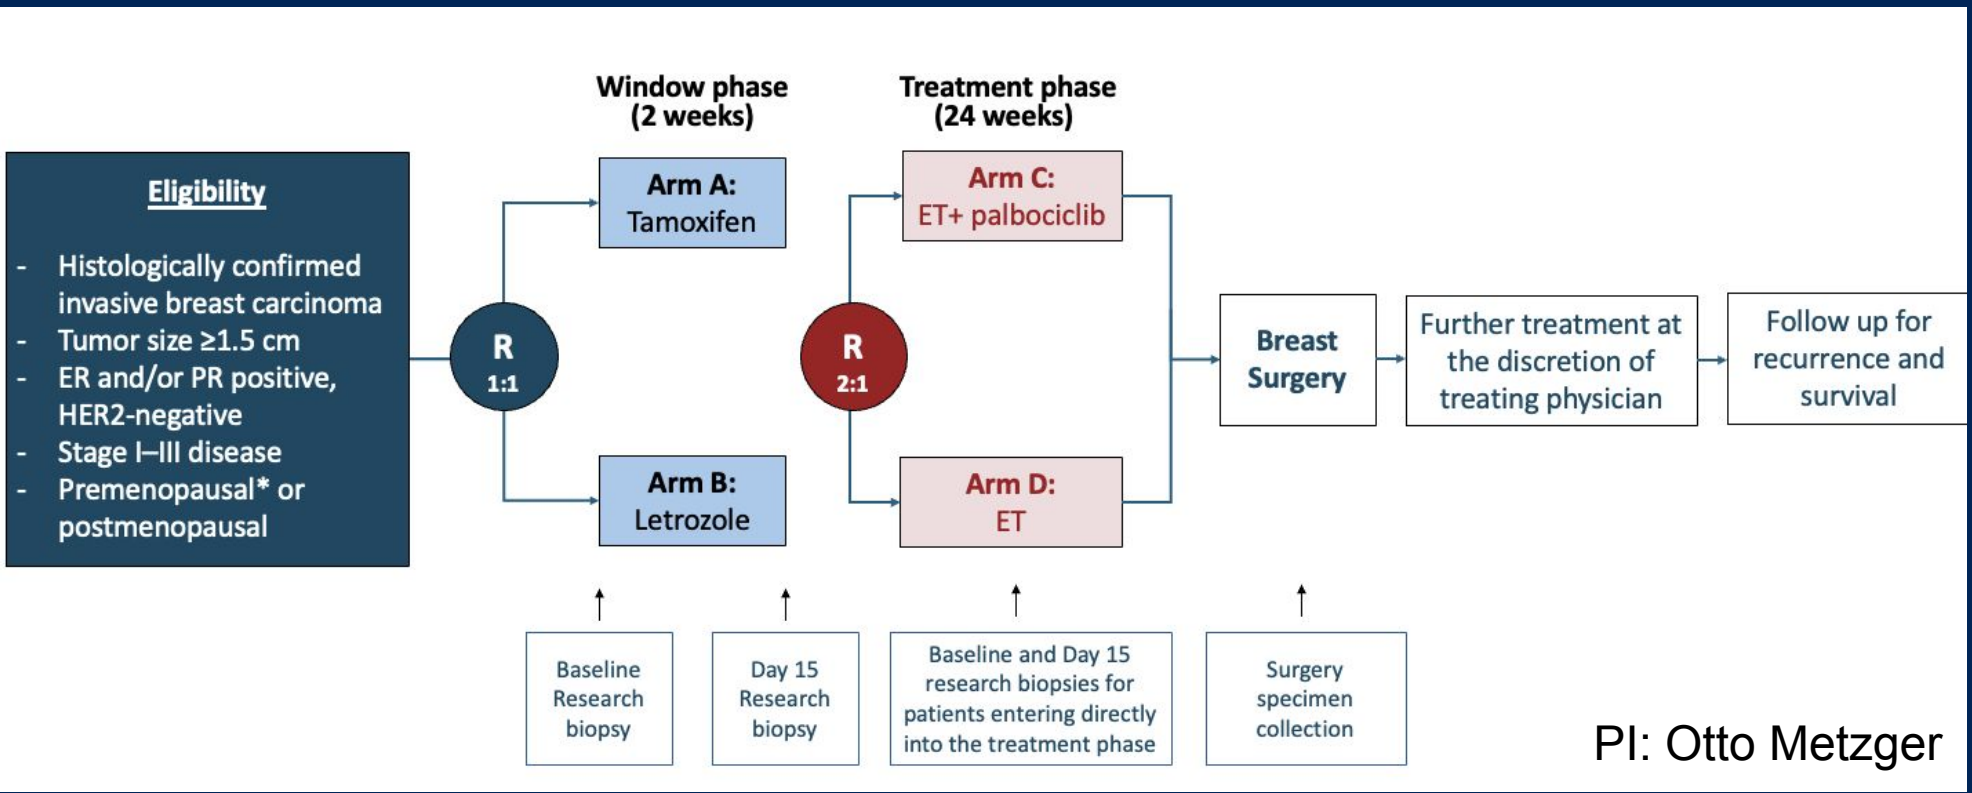 Eligibility
- Histologically confirmed
invasive breast carcinoma
- Tumor size ≥1.5 cm
- ER and/or PR positive,
HER2-negative
- Stage I–III disease
- Premenopausal* or
postmenopausal
R
1:1
Window phase
(2 weeks)
Arm A:
Tamoxifen
Arm B:
Letrozole
R
2:1
Treatment phase
(24 weeks)
Arm C:
ET+ palbociclib
Arm D:
ET
Breast
Surgery
Further treatment at
the discretion of
treating physician
Follow up for
recurrence and
survival
Baseline
Research
biopsy
Day 15
Research
biopsy
Baseline and Day 15
research biopsies for
patients entering directly
into the treatment phase
Surgery
specimen
collection
PI: Otto Metzger